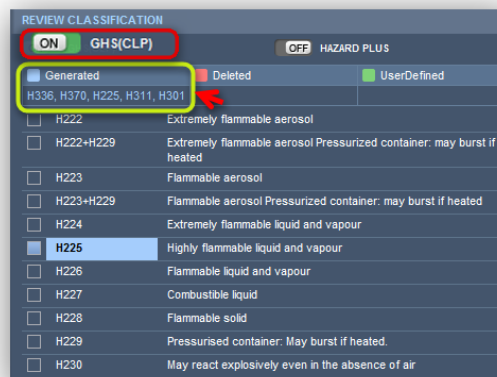 REVIEW CLASSIFICATION
ON GHS(CLP) OFF HAZARD PLUS
Generated Deleted UserDefined
H336, H370, H225, H311, H301
H222 Extremely flammable aerosol
H222+H229 Extremely flammable aerosol Pressurized container: may burst if
heated
H223 Flammable aerosol
H223+H229 Flammable aerosol Pressurized container: may burst if heated
H224 Extremely flammable liquid and vapour
H225 Highly flammable liquid and vapour
H226 Flammable liquid and vapour
H227 Combustible liquid
H228 Flammable solid
H229 Pressurised container: May burst if heated.
H230 May react explosively even in the absence of air